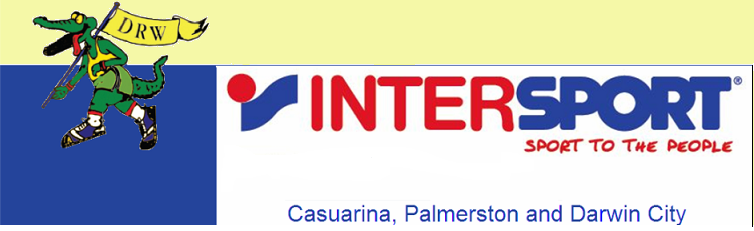 DRW
INTERSPORT®
SPORT TO THE PEOPLE
Casuarina, Palmerston and Darwin City